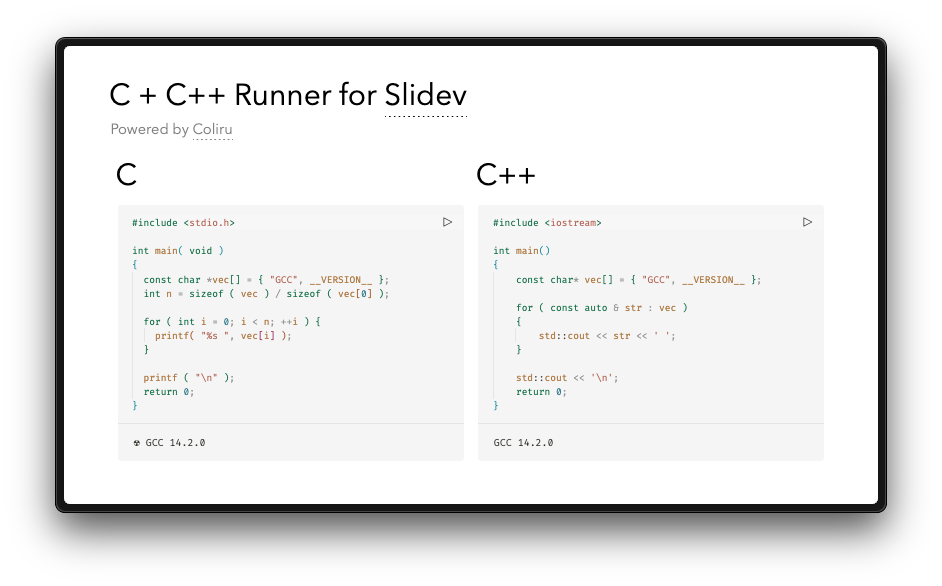 C + C++ Runner for Slidev
Powered by Coliru
C
#include <stdio.h>
int main( void )
{
const char *vec[] = { "GCC", __VERSION__ };
int n = sizeof ( vec ) / sizeof ( vec[0] );
for ( int i = 0; i < n; ++i ) {
printf( "%s ", vec[i] );
}
printf ( "\n" );
return 0;
}
☢ GCC 14.2.0
C++
#include <iostream>
int main()
{
const char* vec[] = { "GCC", __VERSION__ };
for ( const auto & str : vec )
{
std::cout << str << ' ';
}
std::cout << '\n';
return 0;
}
GCC 14.2.0